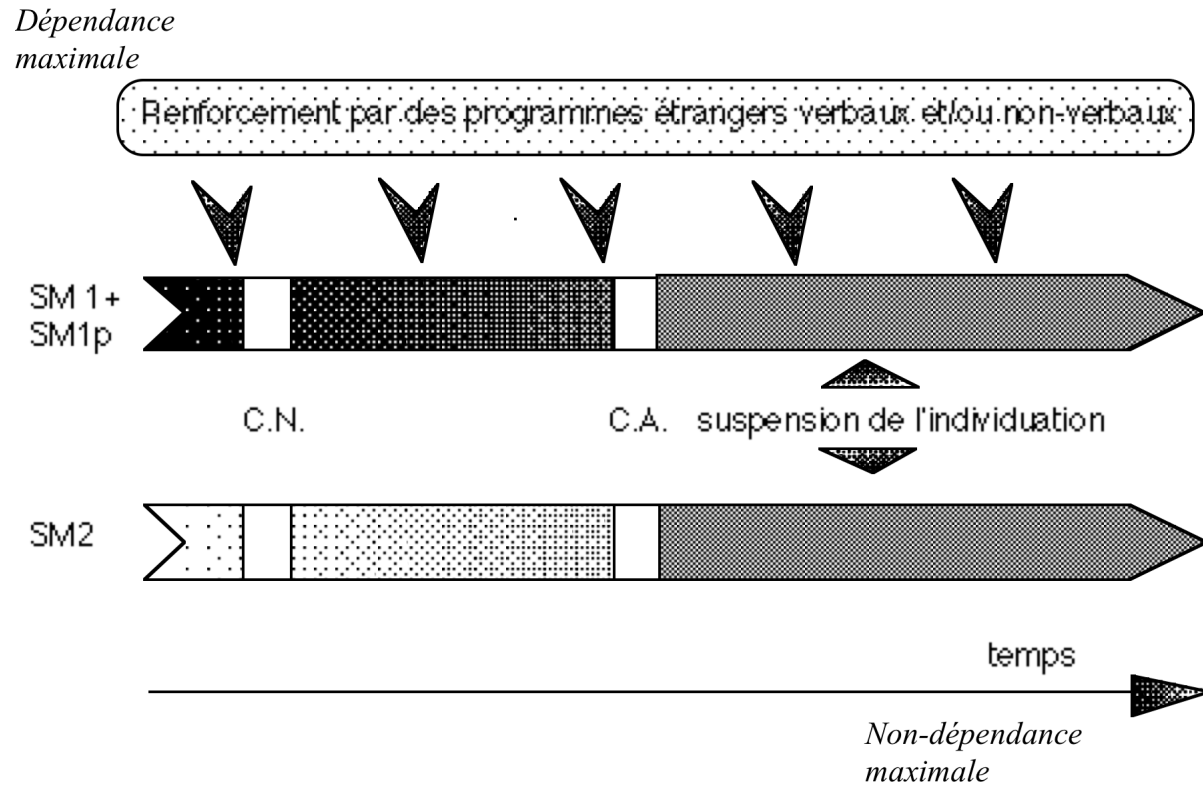 Dépendance
maximale
Renforcement par des programmes étrangers verbaux et/ou non-verbaux
SM 1 +
SM1p
C.N.
C.A.
suspension de l'individuation
SM2
temps
Non-dépendance
maximale